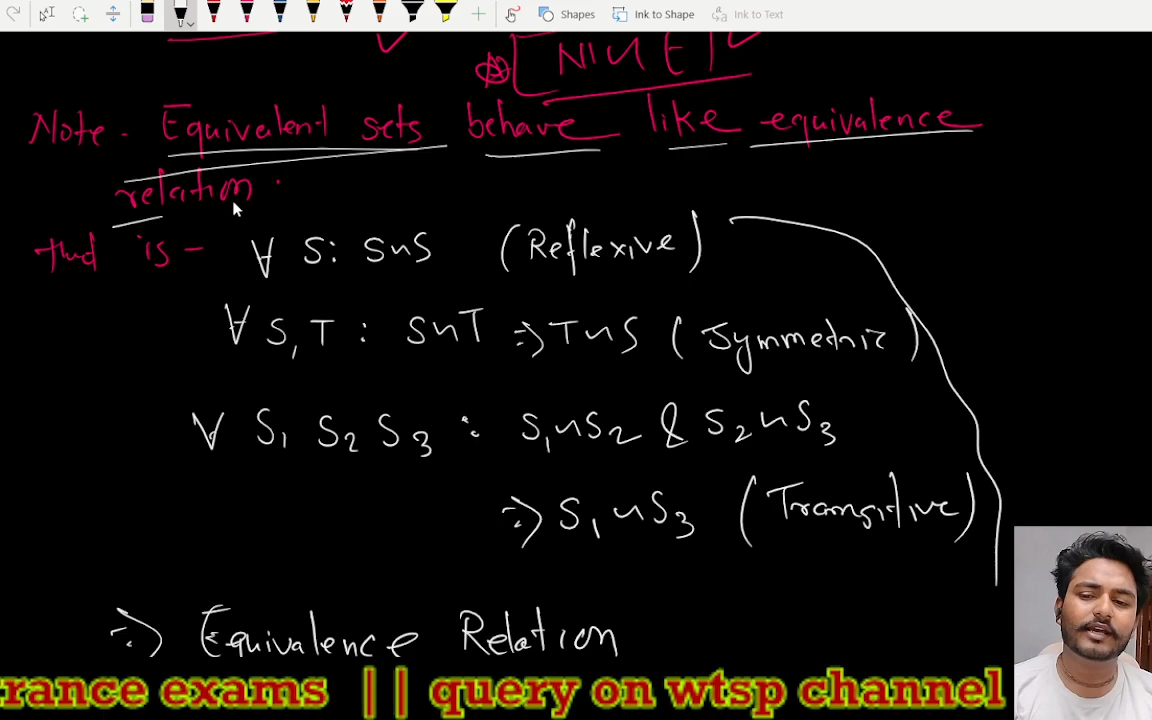 Shapes Ink to Shape Ink to Text
N~M E]
Note. Equivalent sets behave like equivalence
relation.
that is - ∀ S: S~S (Reflexive)
∀ S, T : S~T ⇒ T~S (Symmetric)
∀ S1 S2 S3 : S1~S2 & S2~S3
⇒ S1~S3 (Transitive)
⇒ Equivalence Relation
rance exams || query on wtsp channel